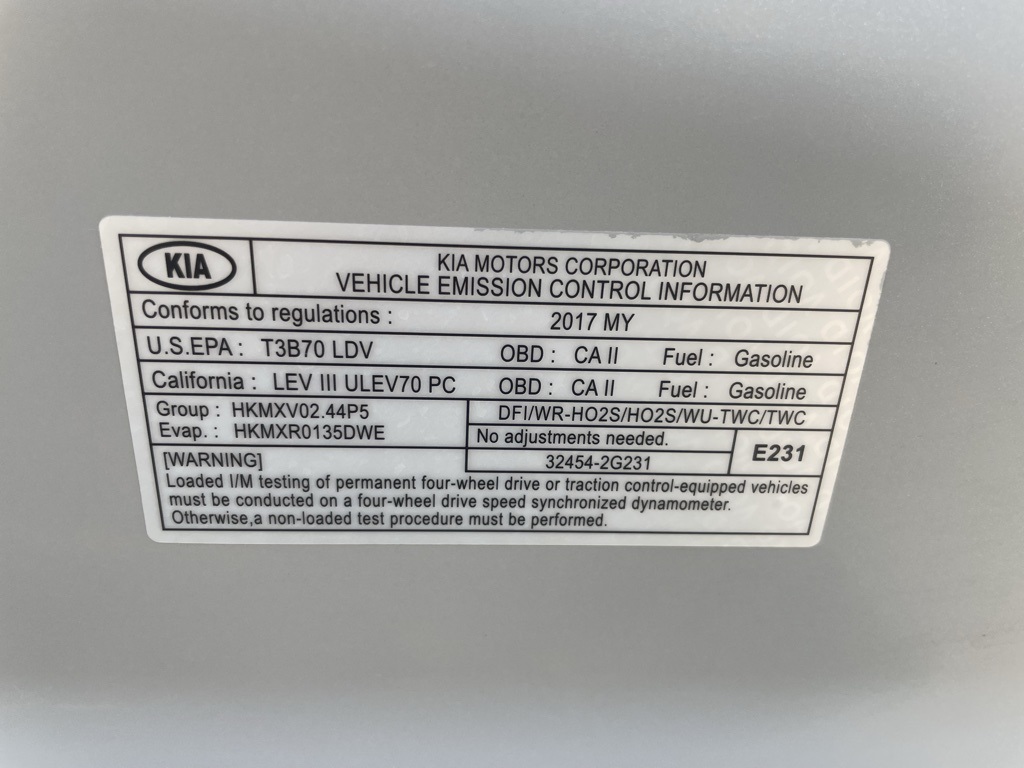 KIA
KIA MOTORS CORPORATION
VEHICLE EMISSION CONTROL INFORMATION
Conforms to regulations : 2017 MY
U.S.EPA : T3B70 LDV OBD : CA II Fuel : Gasoline
California : LEV III ULEV70 PC OBD : CA II Fuel : Gasoline
Group : HKMXV02.44P5
Evap. : HKMXR0135DWE
DFI/WR-HO2S/HO2S/WU-TWC/TWC
No adjustments needed.
32454-2G231
E231
[WARNING]
Loaded I/M testing of permanent four-wheel drive or traction control-equipped vehicles
must be conducted on a four-wheel drive speed synchronized dynamometer.
Otherwise,a non-loaded test procedure must be performed.